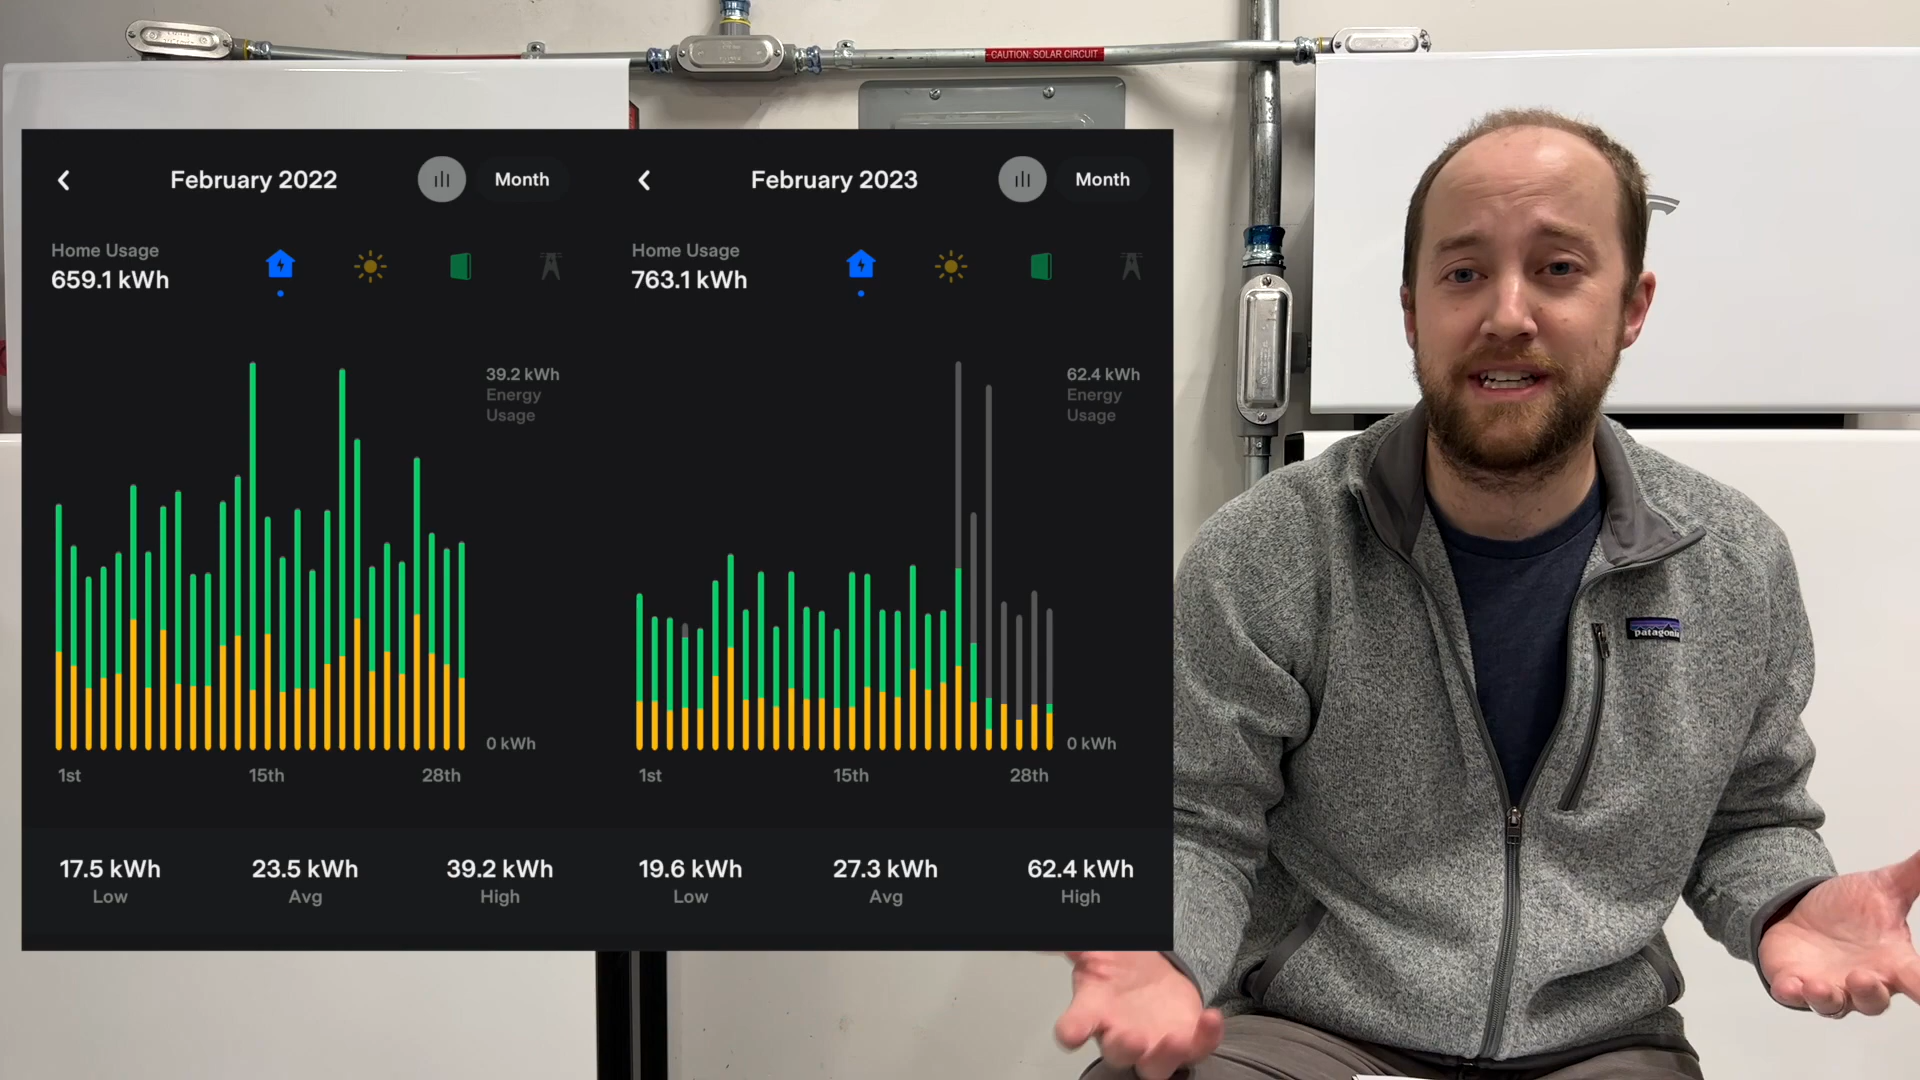 CAUTION: SOLAR CIRCUIT
February 2022
Month
Home Usage
659.1 kWh
39.2 kWh
Energy
Usage
0 kWh
1st
15th
28th
17.5 kWh
Low
23.5 kWh
Avg
39.2 kWh
High
February 2023
Month
Home Usage
763.1 kWh
62.4 kWh
Energy
Usage
0 kWh
1st
15th
28th
19.6 kWh
Low
27.3 kWh
Avg
62.4 kWh
High
patagonia